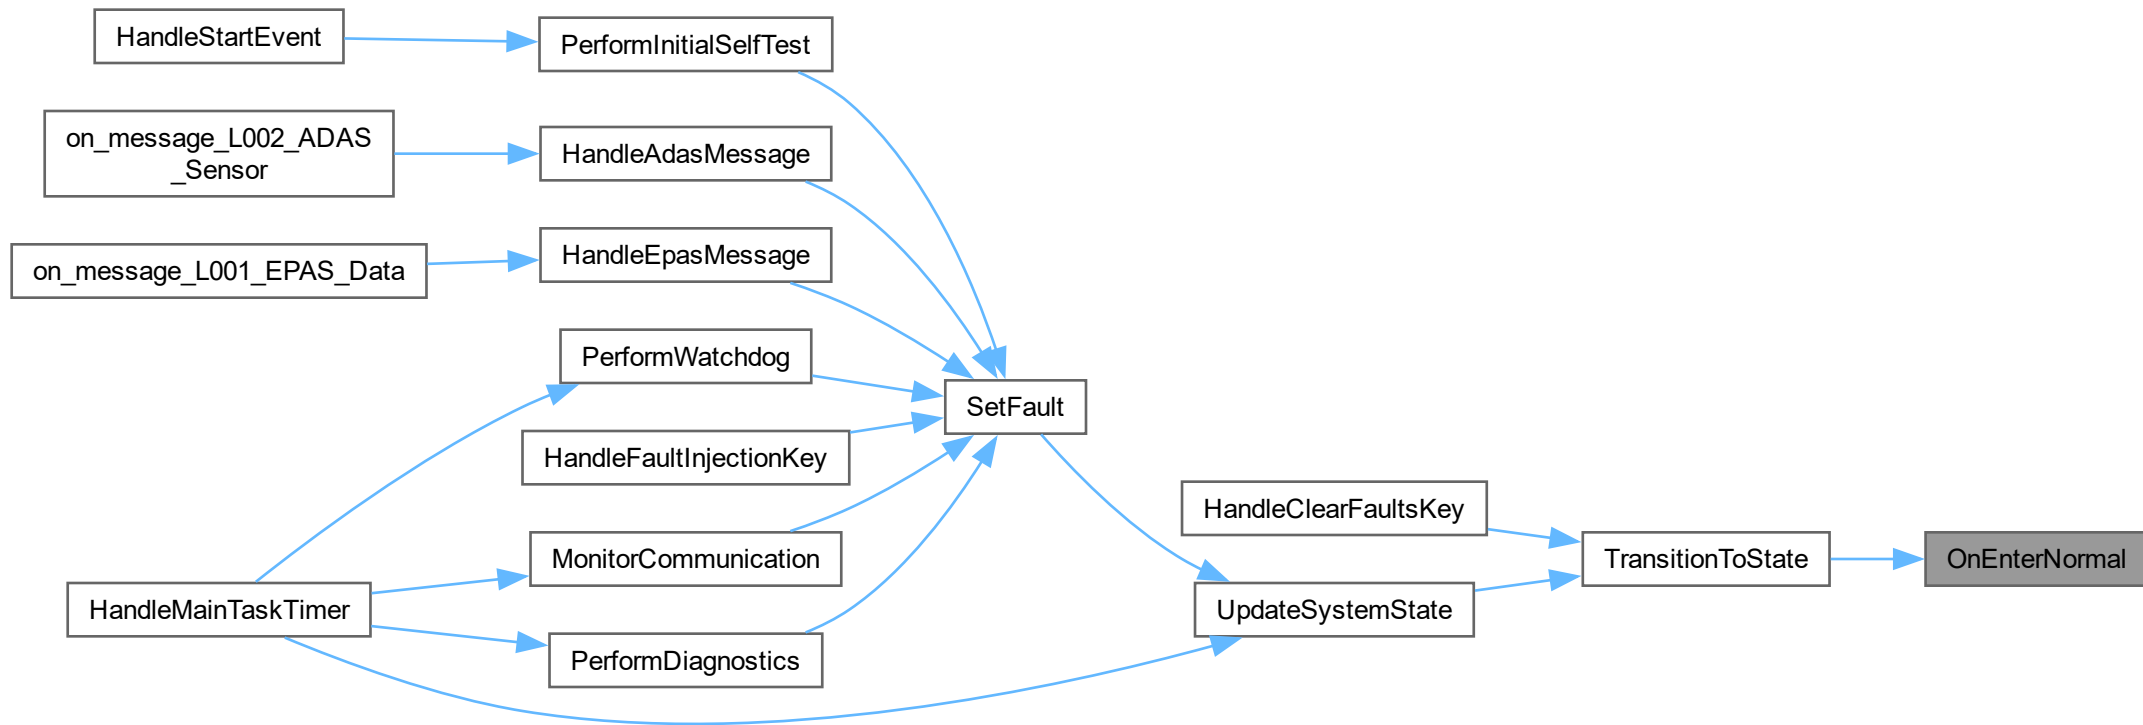 HandleStartEvent
PerformInitialSelfTest
on_message_L002_ADAS
_Sensor
HandleAdasMessage
on_message_L001_EPAS_Data
HandleEpasMessage
PerformWatchdog
SetFault
HandleFaultInjectionKey
HandleClearFaultsKey
MonitorCommunication
TransitionToState
OnEnterNormal
HandleMainTaskTimer
UpdateSystemState
PerformDiagnostics